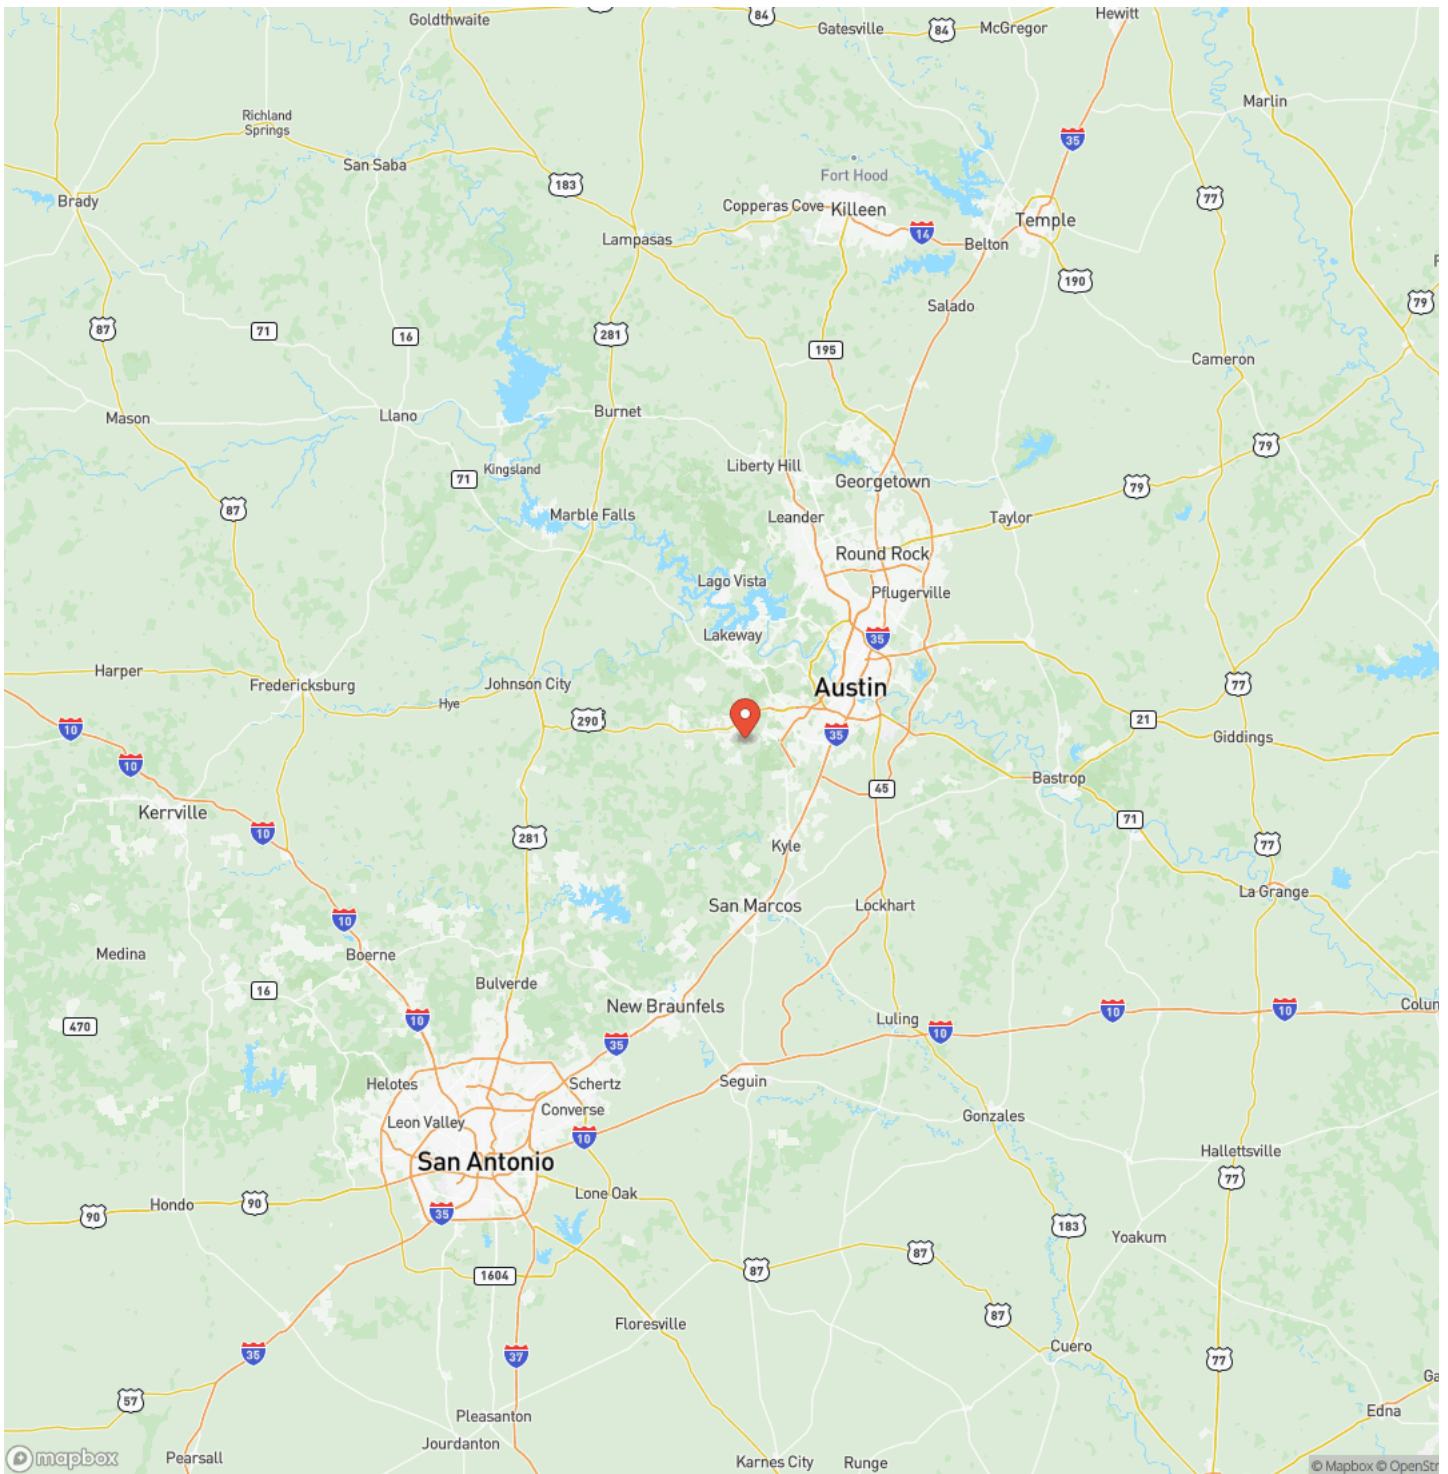 Goldthwaite
84
Gatesville
84
McGregor
Hewitt
Marlin
Richland
Springs
35
San Saba
183
Fort Hood
77
Brady
Copperas Cove
Killeen
Temple
Lampasas
14
Belton
190
Salado
79
87
71
16
281
195
Cameron
Mason
Llano
Burnet
79
Kingsland
71
Liberty Hill
Georgetown
79
87
Marble Falls
Leander
Taylor
Round Rock
Lago Vista
Pflugerville
Lakeway
35
Harper
Fredericksburg
Johnson City
Austin
77
Hye
290
21
10
35
Giddings
10
Bastrop
45
Kerrville
10
71
281
Kyle
77
La Grange
San Marcos
Lockhart
10
Medina
Boerne
Bulverde
16
New Braunfels
Colun
470
10
Luling
10
10
10
35
Helotes
Schertz
Seguin
Converse
Gonzales
Leon Valley
10
Hallettsville
San Antonio
77
Hondo
90
Lone Oak
90
35
183
Yoakum
87
1604
87
87
Floresville
Cuero
35
37
77
Ga
57
Edna
Pleasanton
Jourdanton
Pearsall
mapbox
Karnes City
Runge
© Mapbox © OpenStr